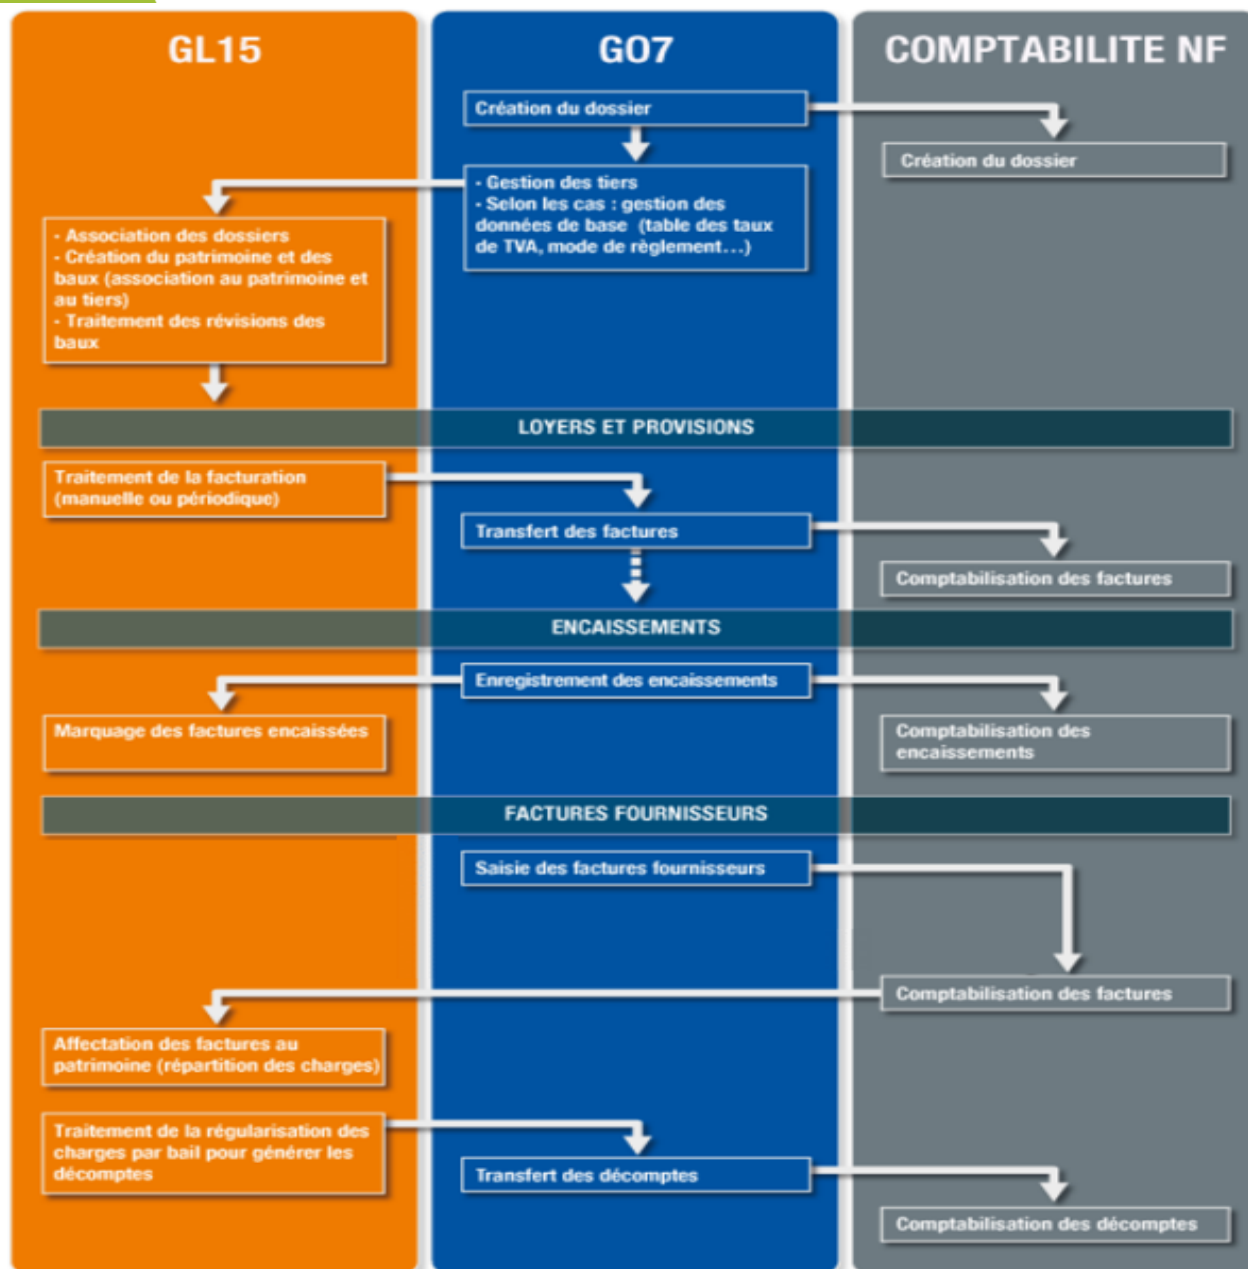 GL15
GO7
COMPTABILITE NF
Création du dossier
Création du dossier
- Gestion des tiers
- Selon les cas : gestion des
données de base (table des taux
de TVA, mode de règlement...)
- Association des dossiers
- Création du patrimoine et des
baux (association au patrimoine et
au tiers)
- Traitement des révisions des
baux
LOYERS ET PROVISIONS
Traitement de la facturation
(manuelle ou périodique)
Transfert des factures
Comptabilisation des factures
ENCAISSEMENTS
Enregistrement des encaissements
Marquage des factures encaissées
Comptabilisation des
encaissements
FACTURES FOURNISSEURS
Saisie des factures fournisseurs
Comptabilisation des factures
Affectation des factures au
patrimoine (répartition des charges)
Traitement de la régularisation des
charges par bail pour générer les
décomptes
Transfert des décomptes
Comptabilisation des décomptes